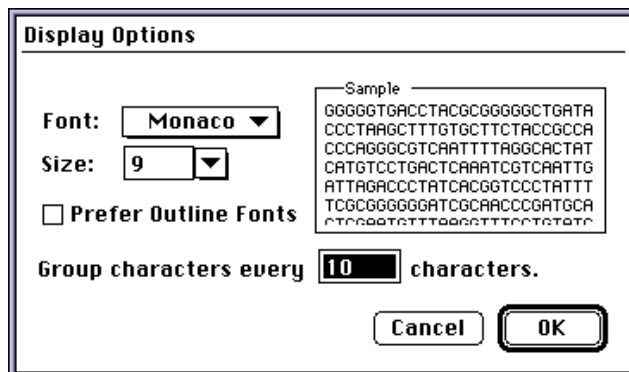 Display Options
Sample
GGGGGTGACCTACGCGGGGGCTGATA
CCCTAAGCTTTGTGCTTCTACCGCCA
CCCAGGGCGTCAATTTTAGGCACTAT
CATGTCCTGACTCAAATCGTCAATTG
ATTAGACCCTATCACGGTCCCTATTT
TCGCGGGGGGATCGCAACCCGATGCA
CTCGAATGTTTAAGGTTTCCTGTATC
Font: Monaco
Size: 9
Prefer Outline Fonts
Group characters every 10 characters.
Cancel OK